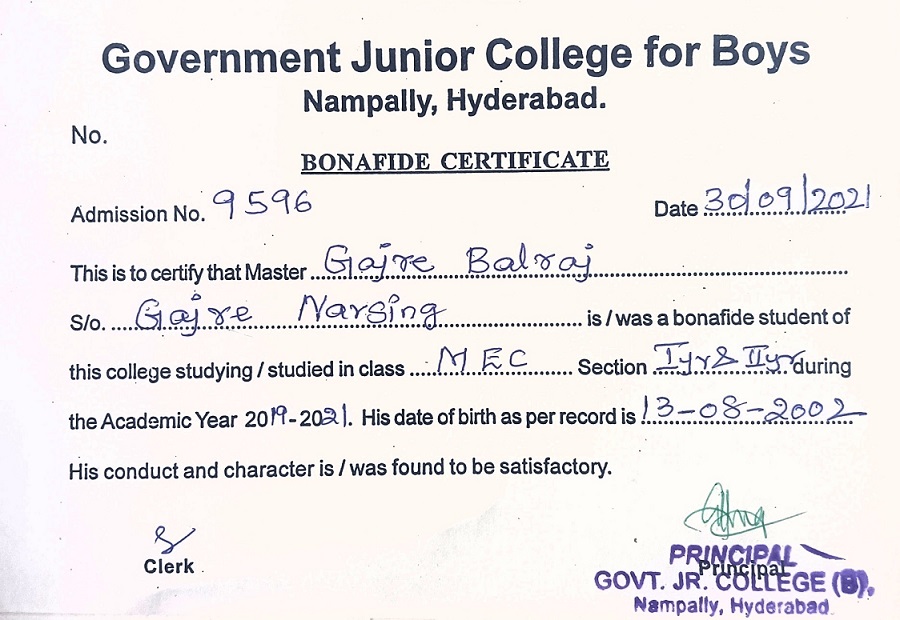 Government Junior College for Boys
Nampally, Hyderabad.
No.
BONAFIDE CERTIFICATE
Admission No. 9596 Date 30/09/2021
This is to certify that Master Gajre Balraj
S/o. Gajre Narsing is / was a bonafide student of
this college studying / studied in class MEC Section Iyr & IIyr during
the Academic Year 2019-2021. His date of birth as per record is 13-08-2002
His conduct and character is / was found to be satisfactory.
Clerk
Principal
PRINCIPAL
GOVT. JR. COLLEGE (B),
Nampally, Hyderabad